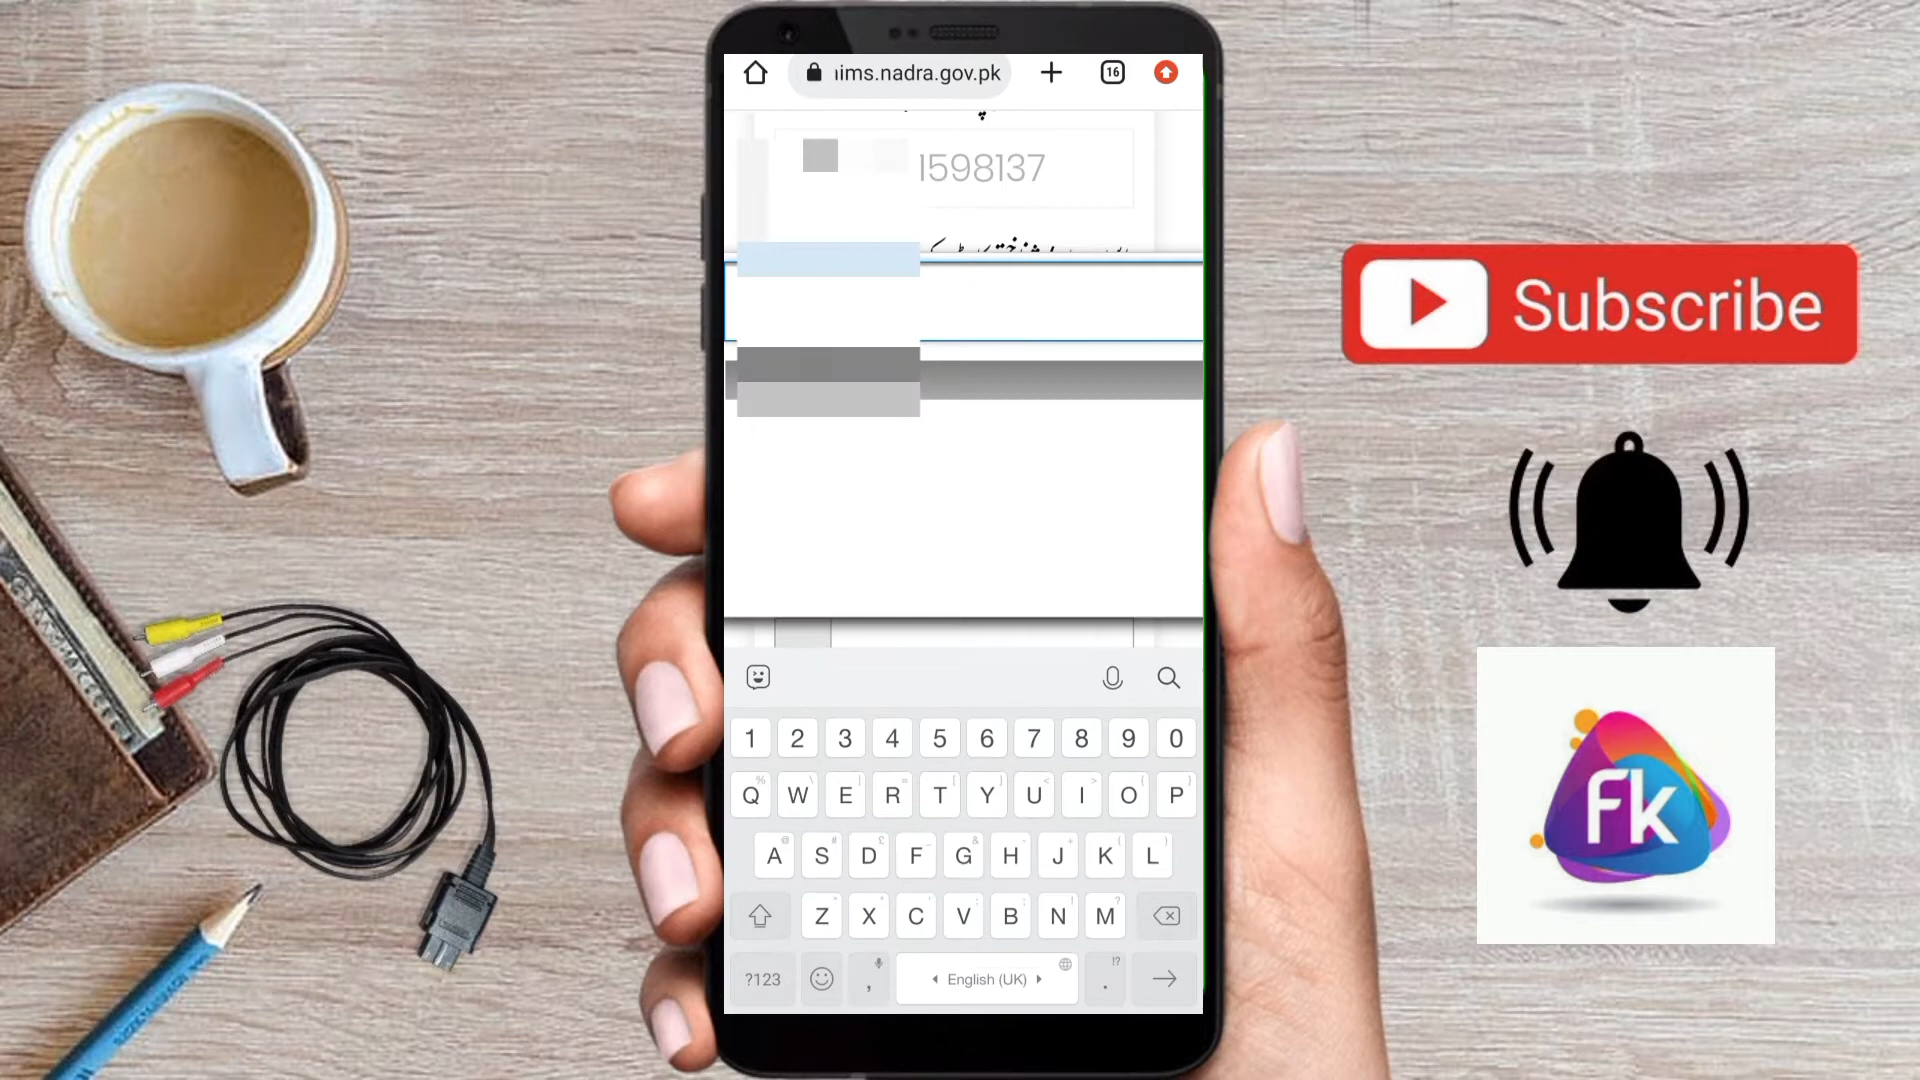 nims.nadra.gov.pk
16
1598137
Subscribe
fk
1 2 3 4 5 6 7 8 9 0
Q W E R T Y U I O P
A S D F G H J K L
Z X C V B N M
?123 , English (UK) .